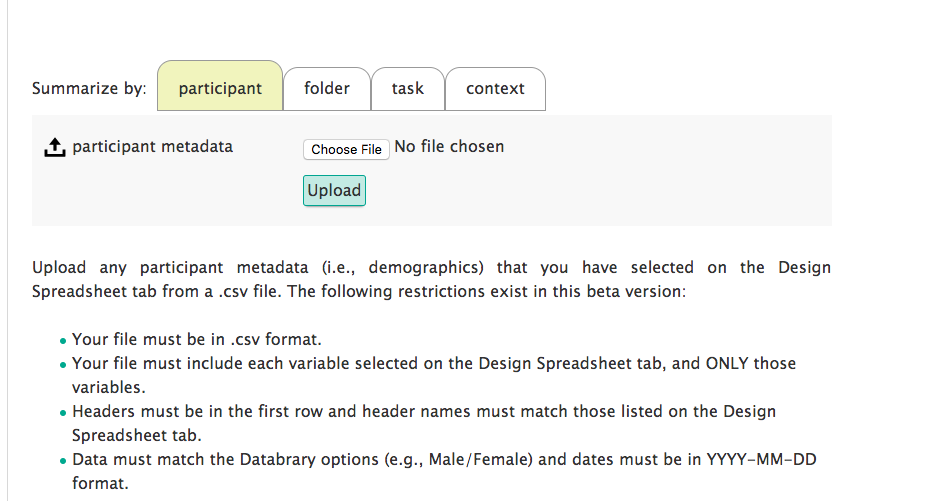 Summarize by: participant folder task context
participant metadata Choose File No file chosen
Upload
Upload any participant metadata (i.e., demographics) that you have selected on the Design
Spreadsheet tab from a .csv file. The following restrictions exist in this beta version:
Your file must be in .csv format.
Your file must include each variable selected on the Design Spreadsheet tab, and ONLY those
variables.
Headers must be in the first row and header names must match those listed on the Design
Spreadsheet tab.
Data must match the Databrary options (e.g., Male/Female) and dates must be in YYYY-MM-DD
format.